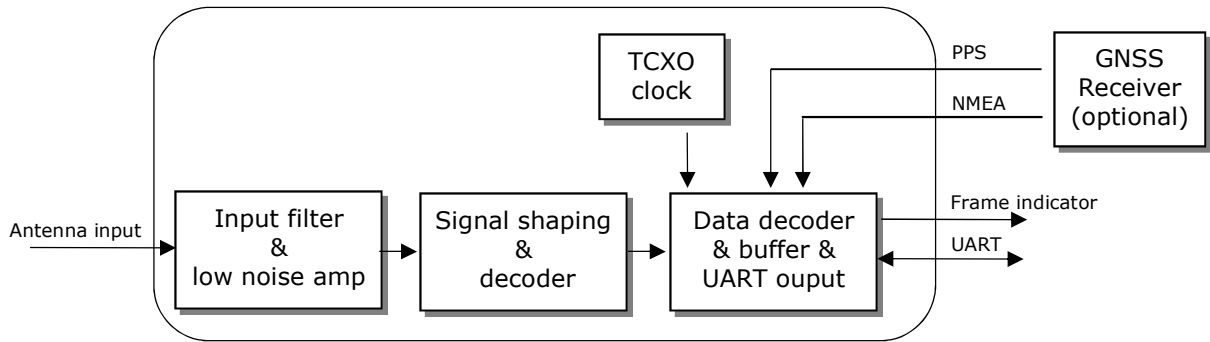 TCXO
clock
PPS
NMEA
GNSS
Receiver
(optional)
Antenna input
Input filter
&
low noise amp
Signal shaping
&
decoder
Data decoder
& buffer &
UART ouput
Frame indicator
UART